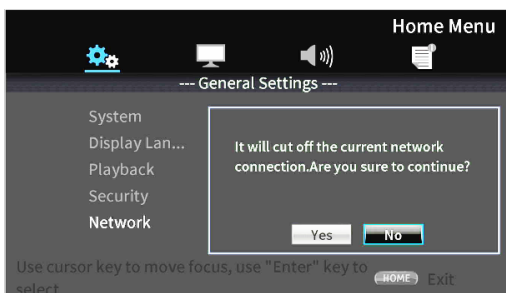 Home Menu
--- General Settings ---
System
Display Lan...
Playback
Security
Network
It will cut off the current network
connection.Are you sure to continue?
Yes No
Use cursor key to move focus, use "Enter" key to
select
HOME Exit